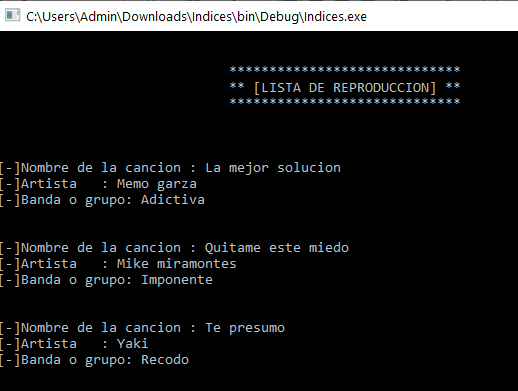 C:\Users\Admin\Downloads\Indices\bin\Debug\Indices.exe
*****************************
** [LISTA DE REPRODUCCION] **
*****************************
[-]Nombre de la cancion : La mejor solucion
[-]Artista   : Memo garza
[-]Banda o grupo: Adictiva
[-]Nombre de la cancion : Quitame este miedo
[-]Artista   : Mike miramontes
[-]Banda o grupo: Imponente
[-]Nombre de la cancion : Te presumo
[-]Artista   : Yaki
[-]Banda o grupo: Recodo